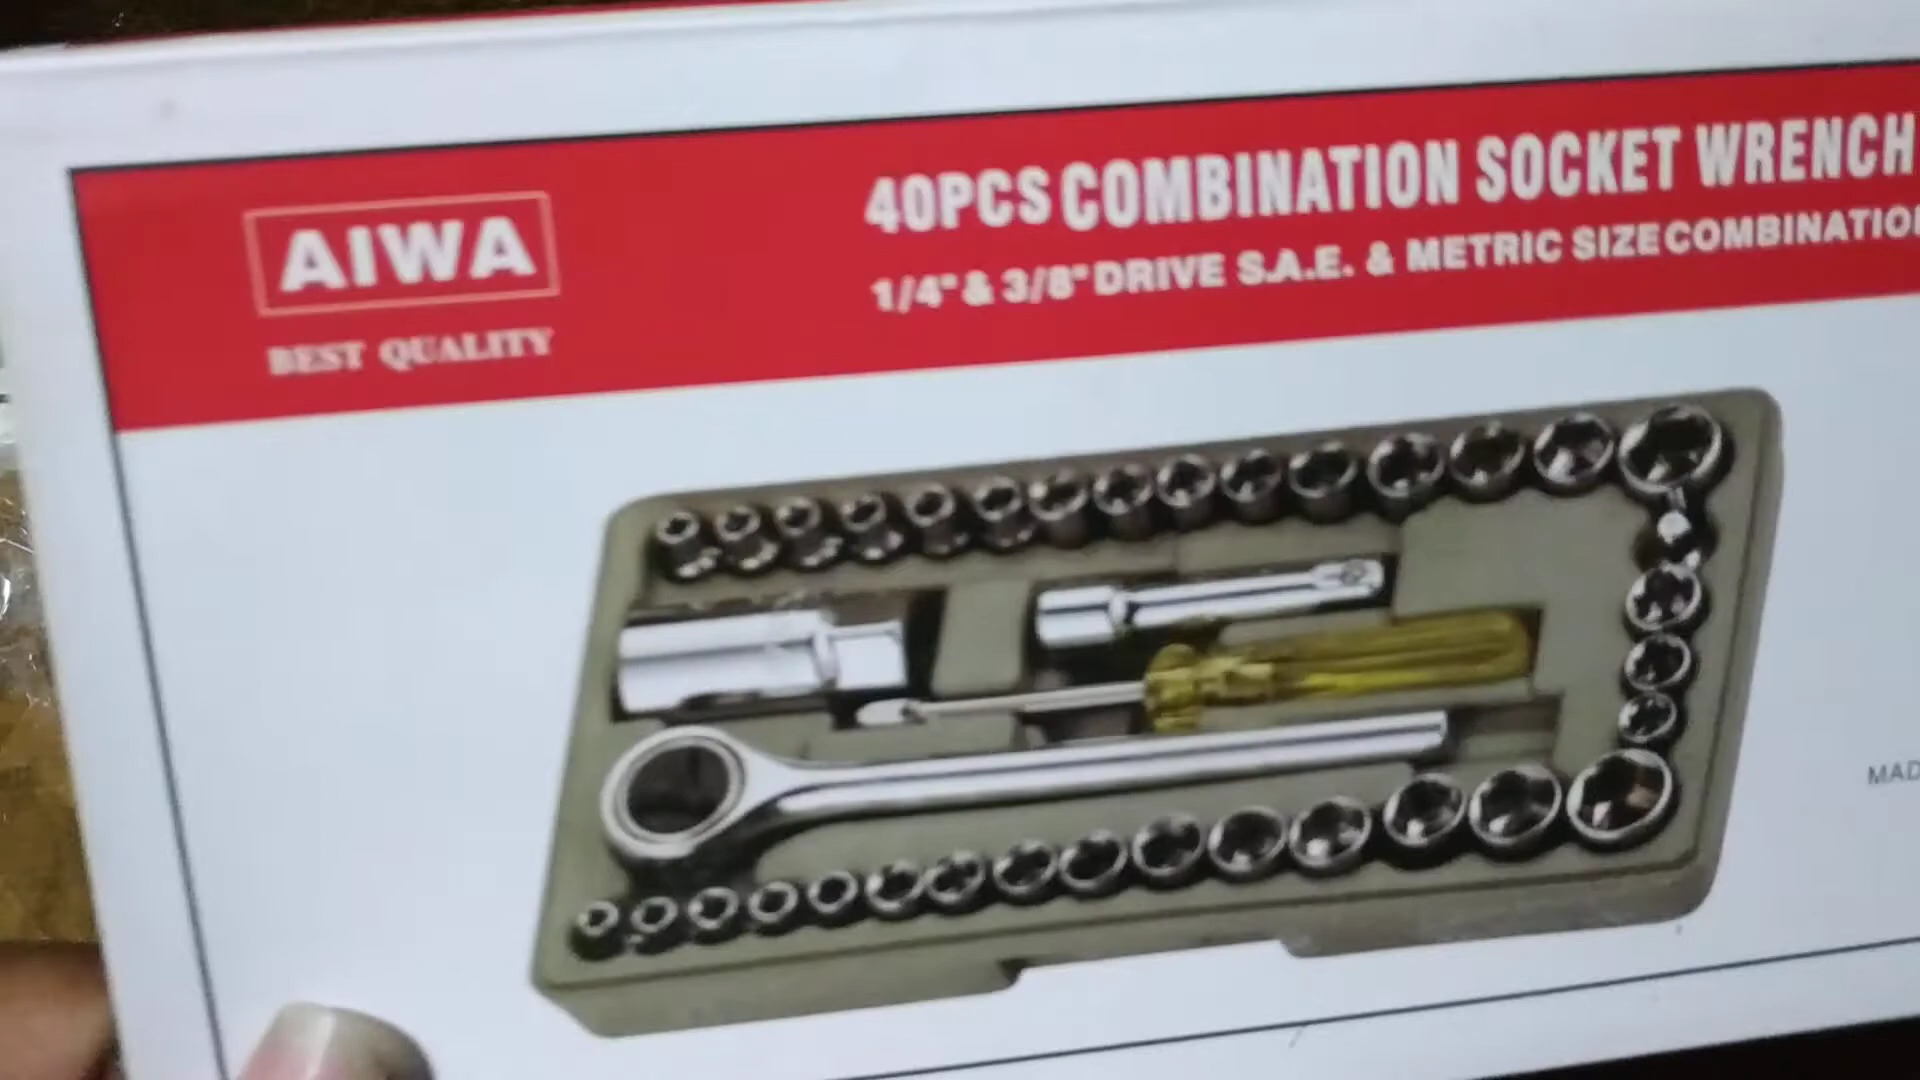 AIWA
BEST QUALITY
40PCS COMBINATION SOCKET WRENCH
1/4" & 3/8" DRIVE S.A.E. & METRIC SIZE COMBINATIO
MAD